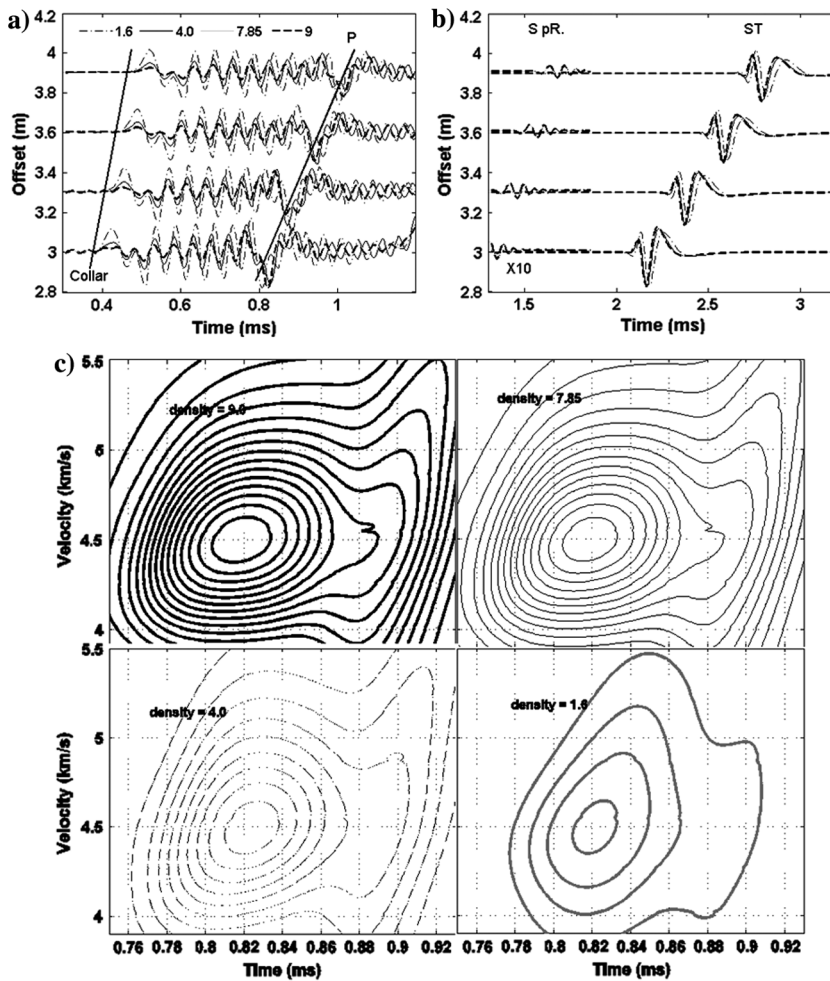 a)
1.6 4.0 7.85 9
P
4.2
4
3.8
3.6
3.4
3.2
3
2.8
Offset (m)
Collar
0.4 0.6 0.8 1
Time (ms)
b)
S pR. ST
4.2
4
3.8
3.6
3.4
3.2
3
2.8
Offset (m)
X10
1.5 2 2.5 3
Time (ms)
c)
5.5
5
4.5
4
Velocity (km/s)
density = 9.0
density = 7.85
5.5
5
4.5
4
Velocity (km/s)
density = 4.0
density = 1.6
0.76 0.78 0.8 0.82 0.84 0.86 0.88 0.9 0.92
0.76 0.78 0.8 0.82 0.84 0.86 0.88 0.9 0.92
Time (ms)
Time (ms)